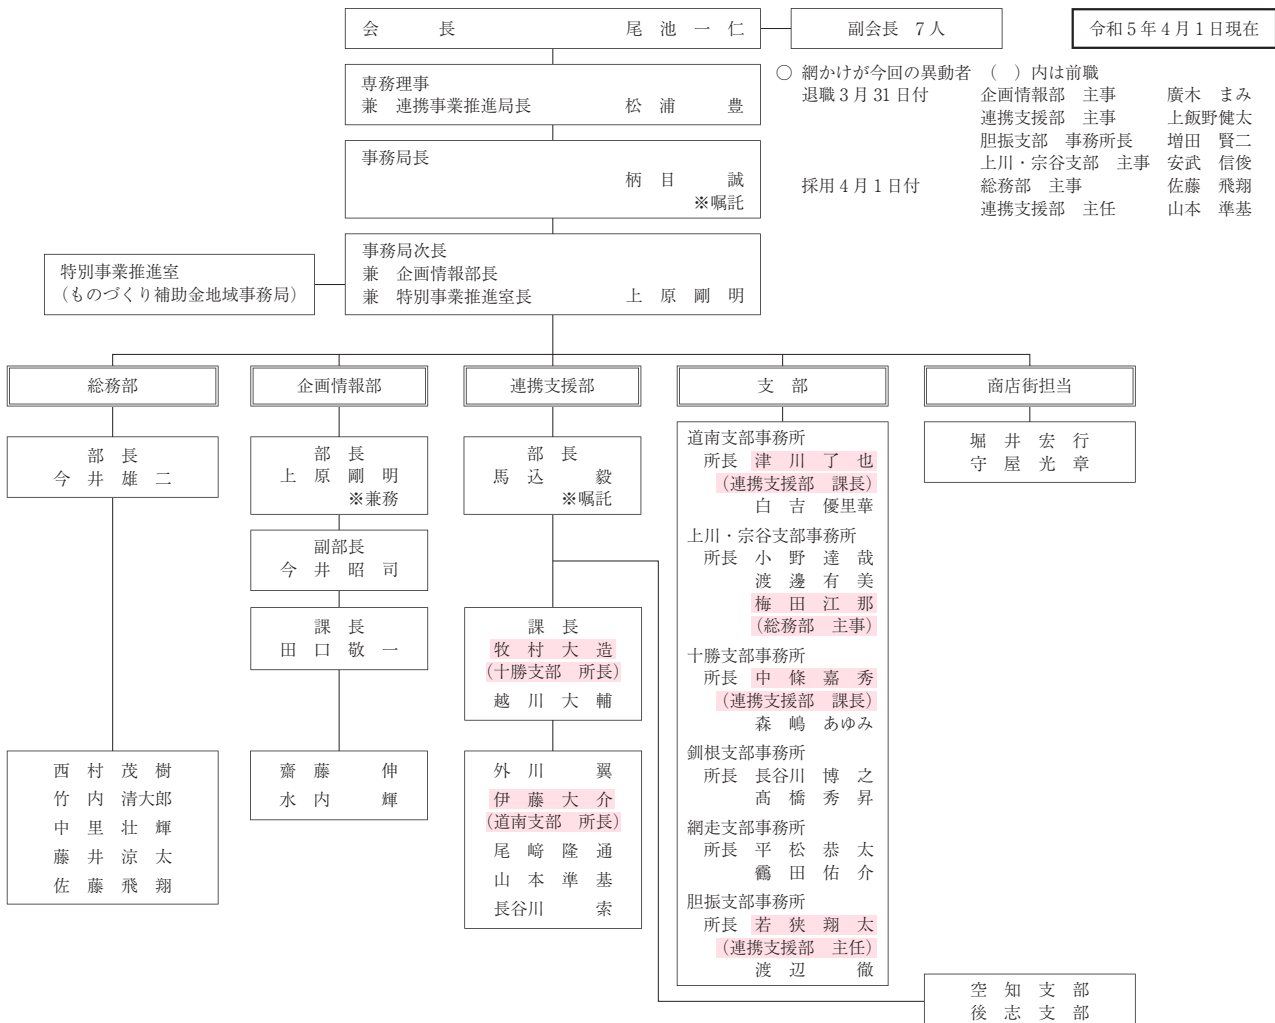 会長 尾池一仁
副会長 7人
令和5年4月1日現在
○ 網かけが今回の異動者 （ ）内は前職
退職3月31日付 企画情報部 主事 廣木 まみ
連携支援部 主事 上飯野健太
胆振支部 事務所長 増田 賢二
上川・宗谷支部 主事 安武 信俊
採用4月1日付 総務部 主事 佐藤 飛翔
連携支援部 主任 山本 準基
専務理事
兼 連携事業推進局長 松浦 豊
事務局長
柄目 誠
※嘱託
事務局次長
兼 企画情報部長
兼 特別事業推進室長 上原剛明
特別事業推進室
（ものづくり補助金地域事務局）
総務部
部長
今井雄二
西村茂樹
竹内清大郎
中里壮輝
藤井涼太
佐藤飛翔
企画情報部
部長
上原剛明
※兼務
副部長
今井昭司
課長
田口敬一
齋藤 伸
水内 輝
連携支援部
部長
馬込 毅
※嘱託
課長
牧村大造
（十勝支部 所長）
越川大輔
外川 翼
伊藤大介
（道南支部 所長）
尾﨑隆通
山本準基
長谷川 索
支部
道南支部事務所
所長 津川了也
（連携支援部 課長）
白吉優里華
上川・宗谷支部事務所
所長 小野達哉
渡邊有美
梅田江那
（総務部 主事）
十勝支部事務所
所長 中條嘉秀
（連携支援部 課長）
森嶋あゆみ
釧根支部事務所
所長 長谷川博之
髙橋秀昇
網走支部事務所
所長 平松恭太
鶴田佑介
胆振支部事務所
所長 若狭翔太
（連携支援部 主任）
渡辺 徹
商店街担当
堀井宏行
守屋光章
空知支部
後志支部